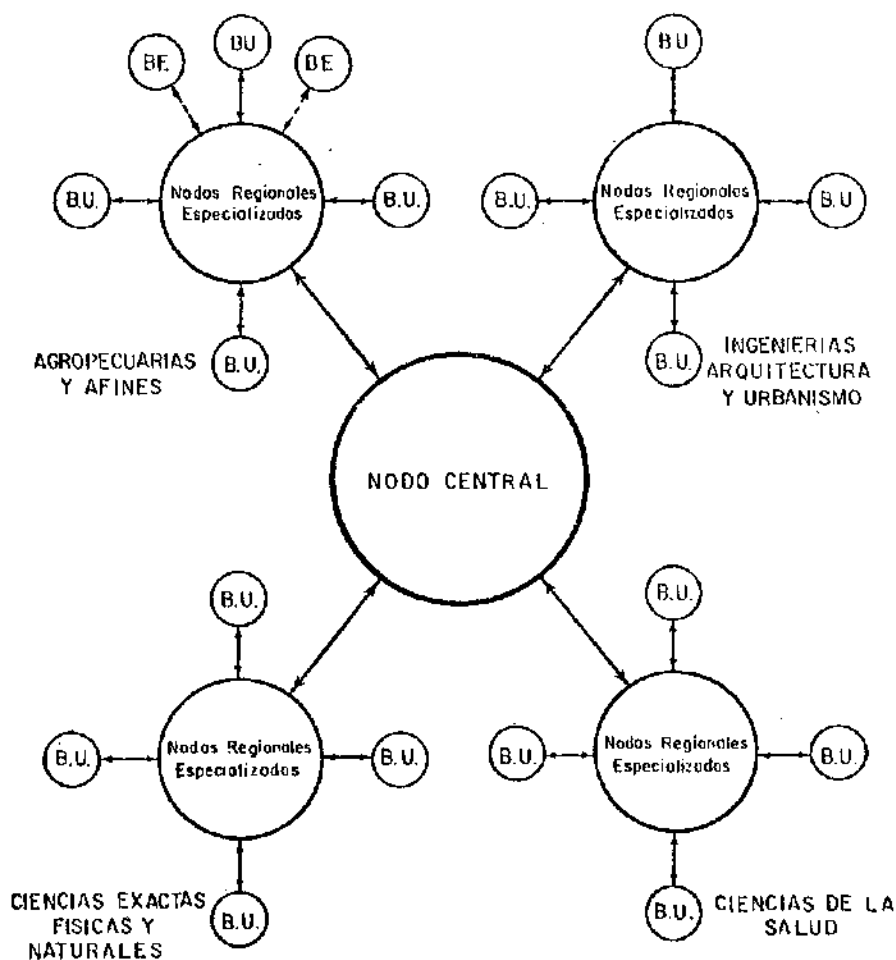 BE
BU
BE
BU
Nodos Regionales
Especializados
Nodos Regionales
Especializados
B.U.
B.U.
B.U.
B.U
B.U.
B.U.
AGROPECUARIAS
Y AFINES
INGENIERIAS
ARQUITECTURA
Y URBANISMO
NODO CENTRAL
B.U.
B.U.
Nodos Regionales
Especializados
Nodos Regionales
Especializados
B.U.
B.U.
B.U.
B.U.
B.U.
B.U.
CIENCIAS EXACTAS
FISICAS Y
NATURALES
CIENCIAS DE LA
SALUD